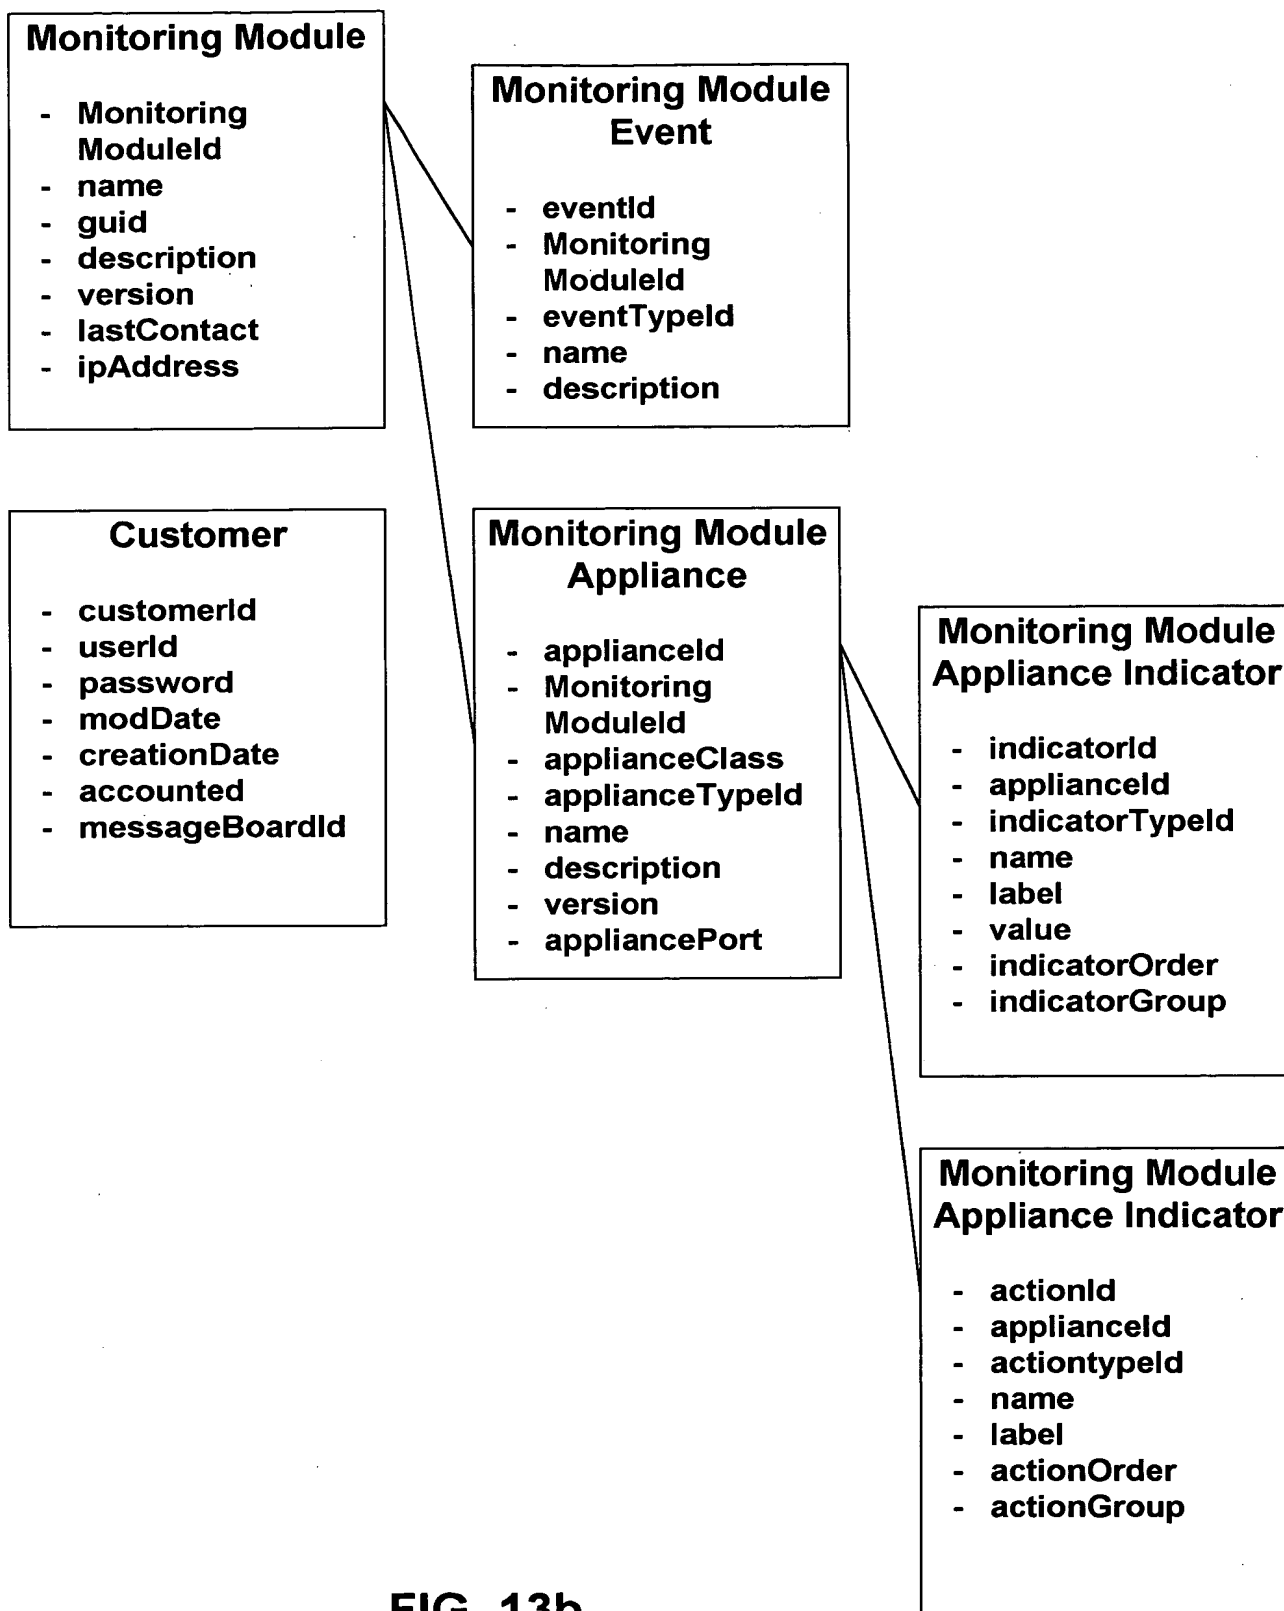 Monitoring Module
- Monitoring
ModuleId
- name
- guid
- description
- version
- lastContact
- ipAddress
Monitoring Module
Event
- eventId
- Monitoring
ModuleId
- eventTypeId
- name
- description
Customer
- customerId
- userId
- password
- modDate
- creationDate
- accounted
- messageBoardId
Monitoring Module
Appliance
- applianceId
- Monitoring
ModuleId
- applianceClass
- applianceTypeId
- name
- description
- version
- appliancePort
Monitoring Module
Appliance Indicator
- indicatorId
- applianceId
- indicatorTypeId
- name
- label
- value
- indicatorOrder
- indicatorGroup
Monitoring Module
Appliance Indicator
- actionId
- applianceId
- actiontypeId
- name
- label
- actionOrder
- actionGroup
FIG. 13b